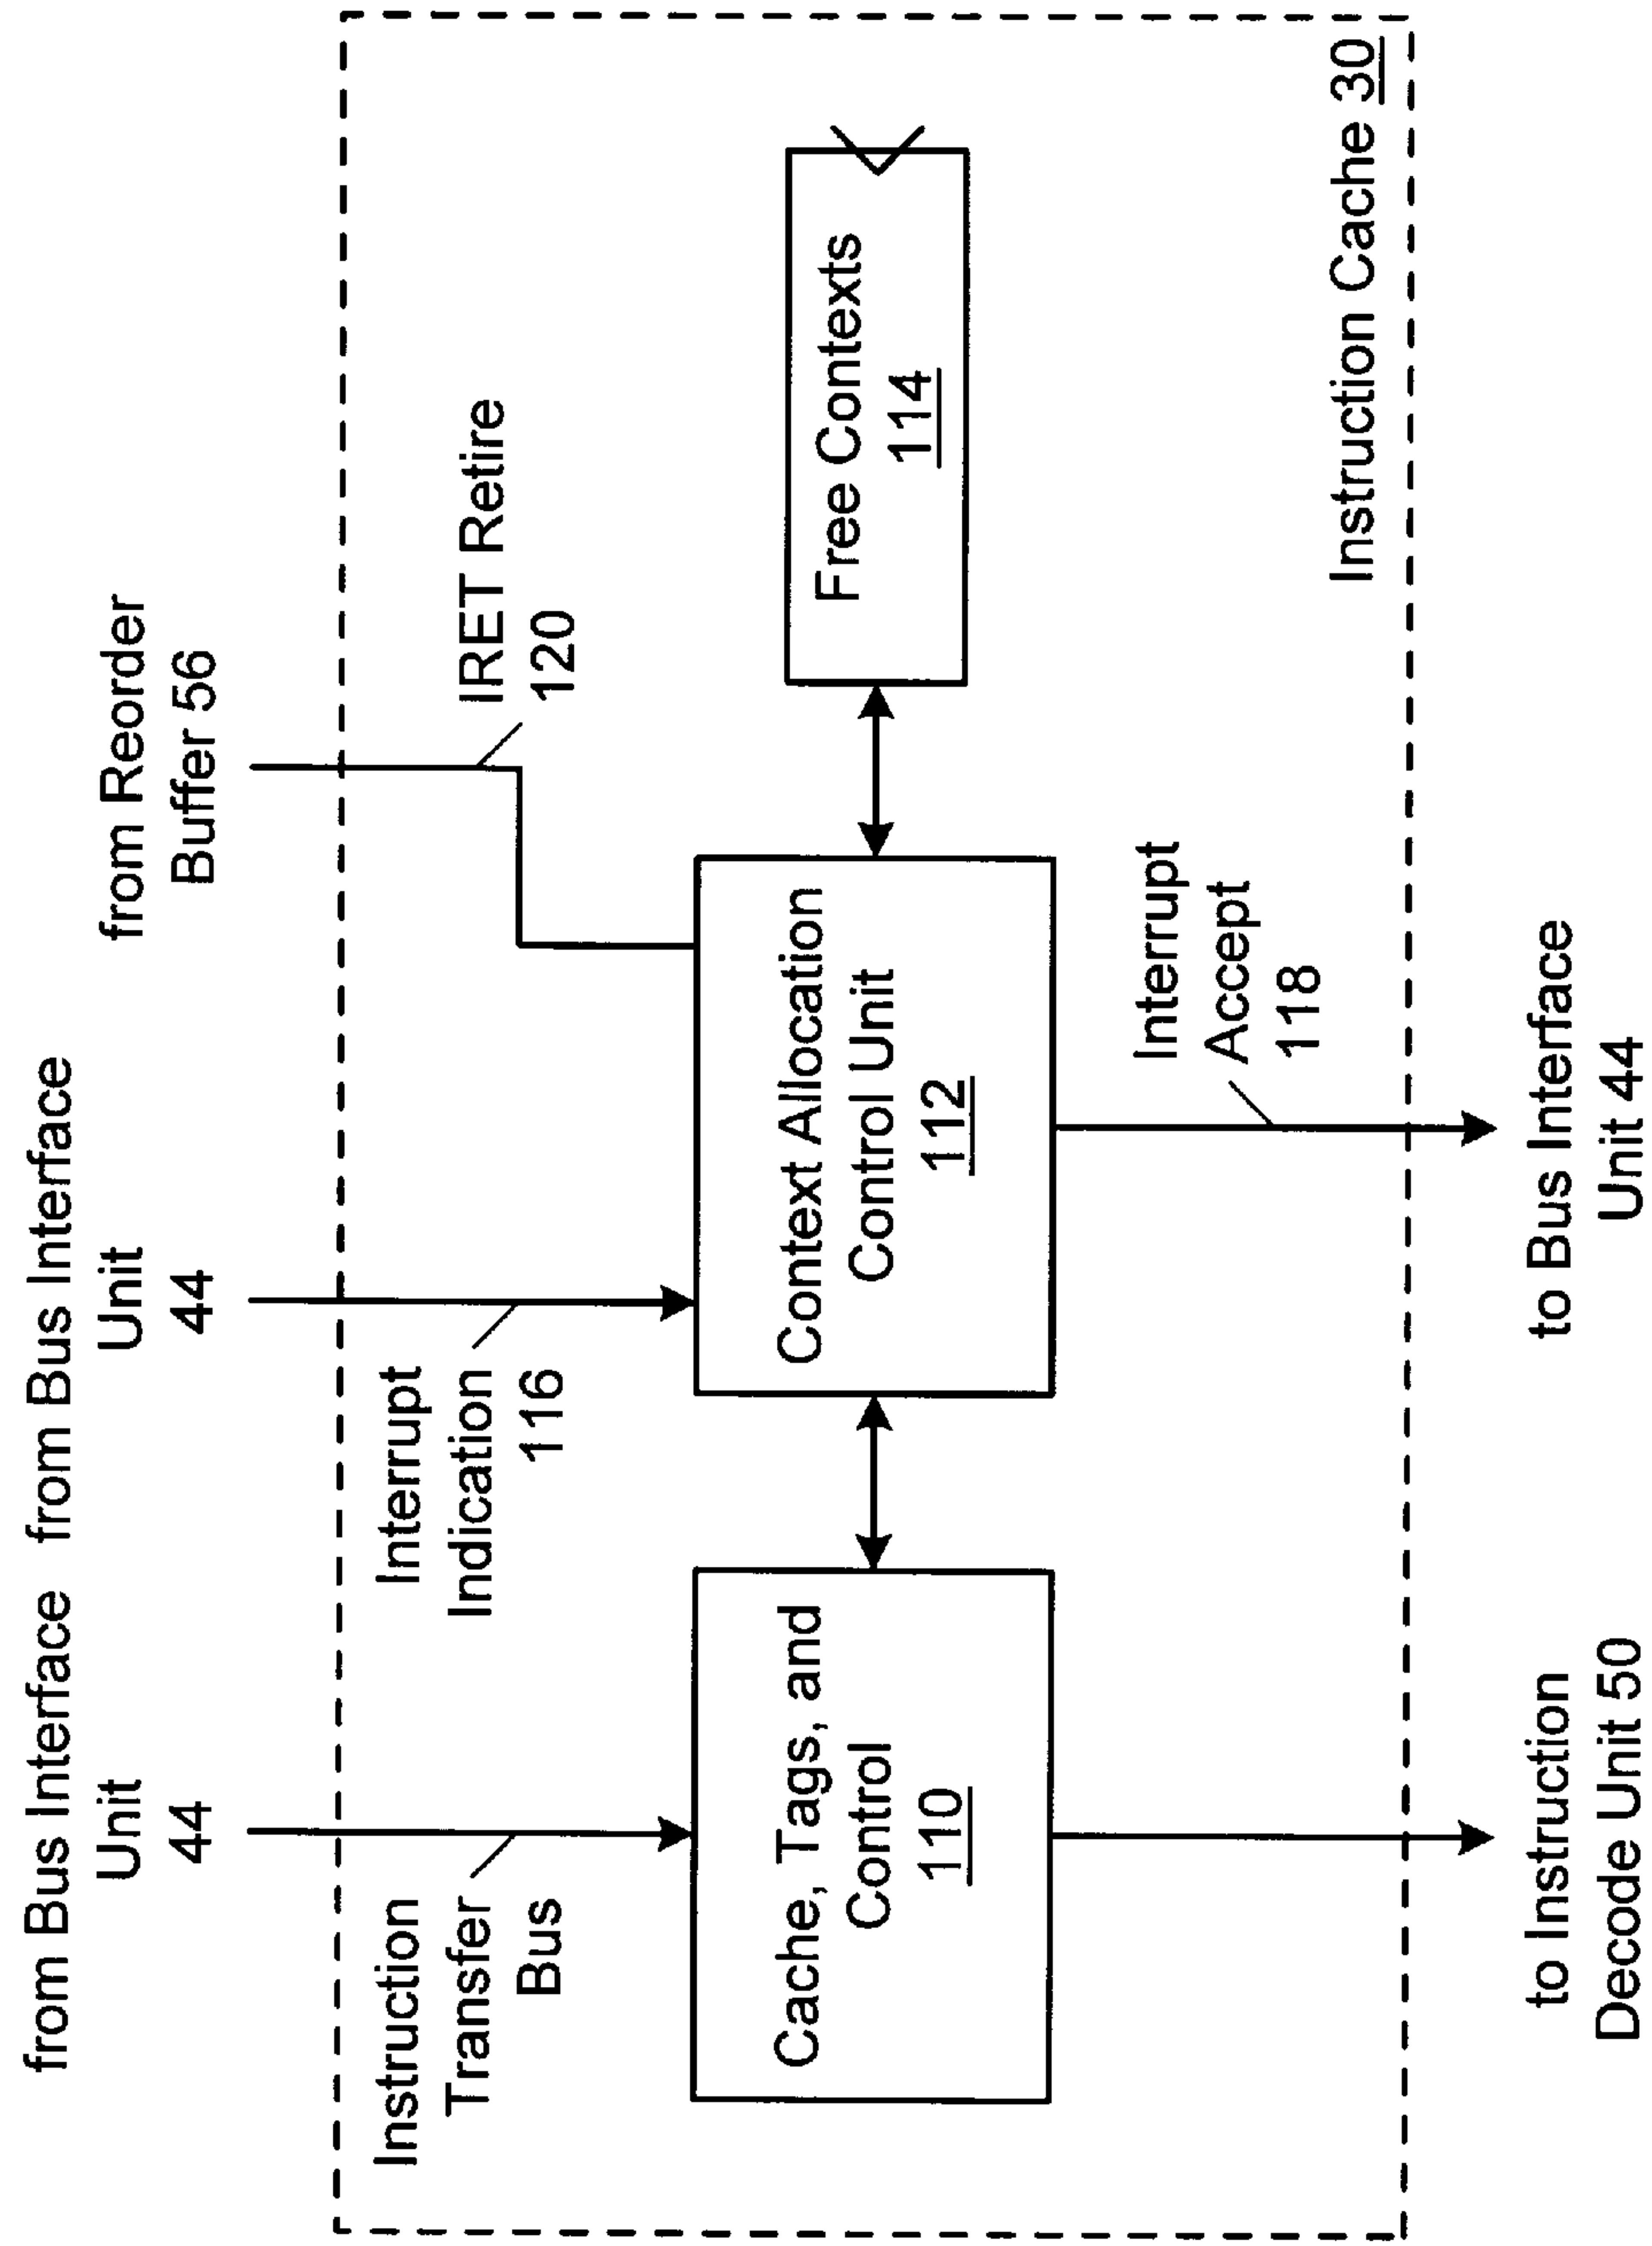 from Bus Interface
Unit
44
from Bus Interface
Unit
44
from Reorder
Buffer 56
Instruction
Transfer
Bus
Interrupt
Indication
116
IRET Retire
120
Cache, Tags, and
Control
110
Context Allocation
Control Unit
112
Free Contexts
114
Interrupt
Accept
118
Instruction Cache 30
to Instruction
Decode Unit 50
to Bus Interface
Unit 44